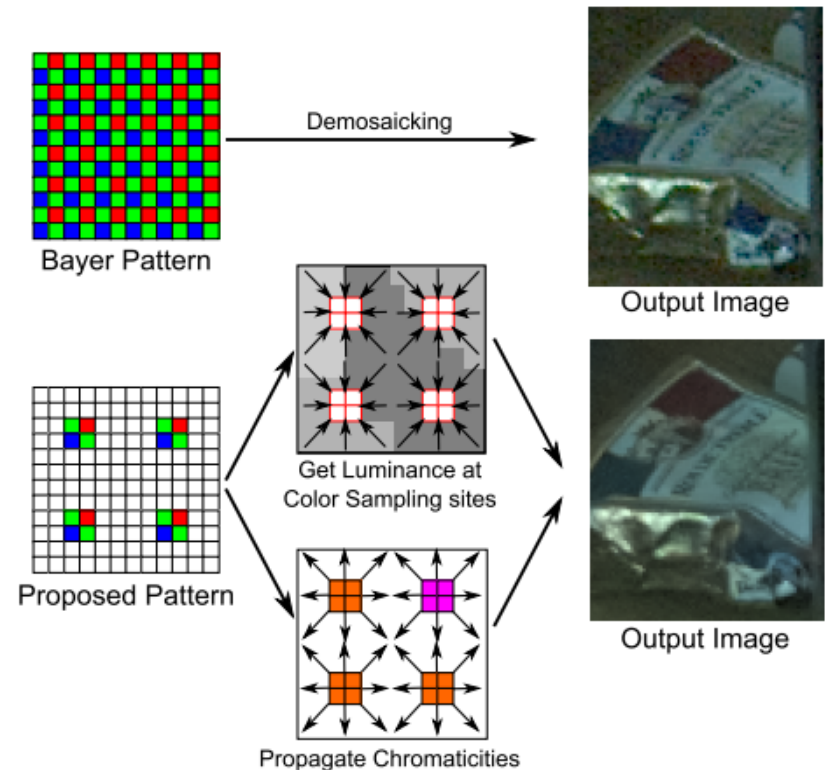 Demosaicking
Bayer Pattern
Output Image
Get Luminance at
Color Sampling sites
Proposed Pattern
Output Image
Propagate Chromaticities